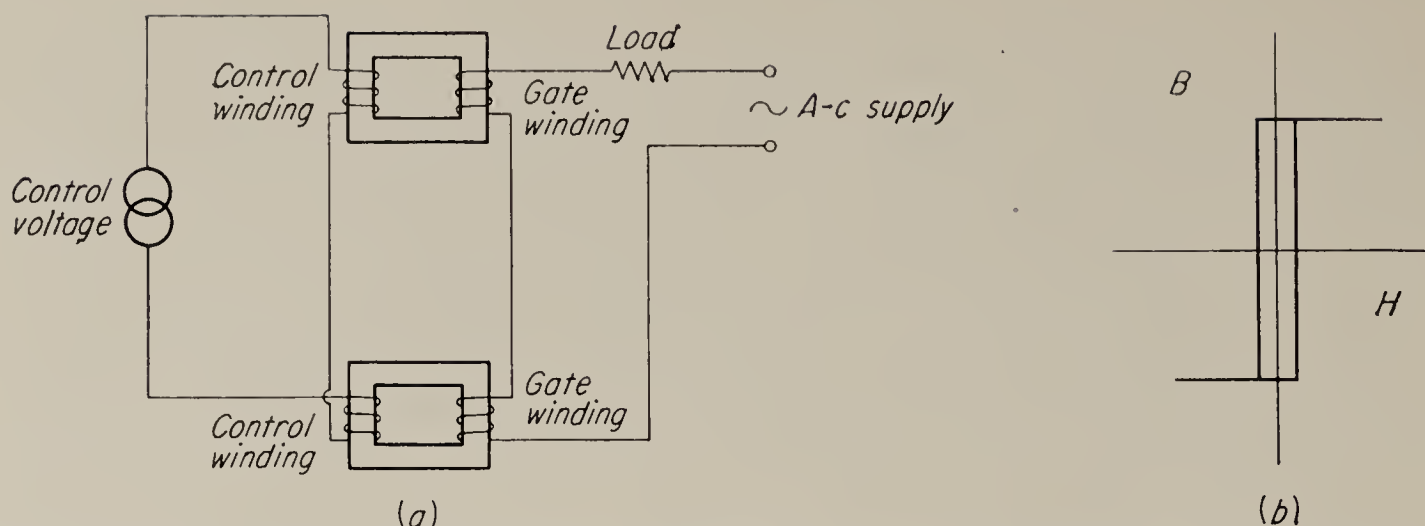 Load
Control
winding
Gate
winding
~ A-c supply
Control
voltage
Gate
winding
Control
winding
(a)
B
H
(b)